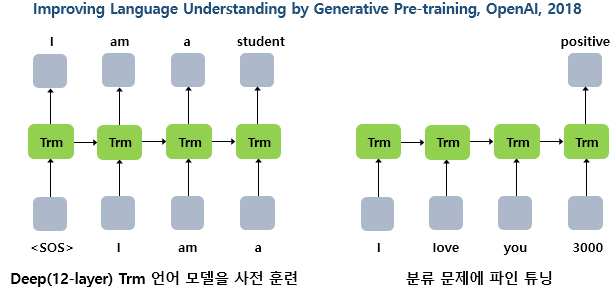 Improving Language Understanding by Generative Pre-training, OpenAI, 2018
I am a student
positive
Trm Trm Trm Trm
Trm Trm Trm Trm
<SOS> I am a
I love you 3000
Deep(12-layer) Trm 언어 모델을 사전 훈련
분류 문제에 파인 튜닝